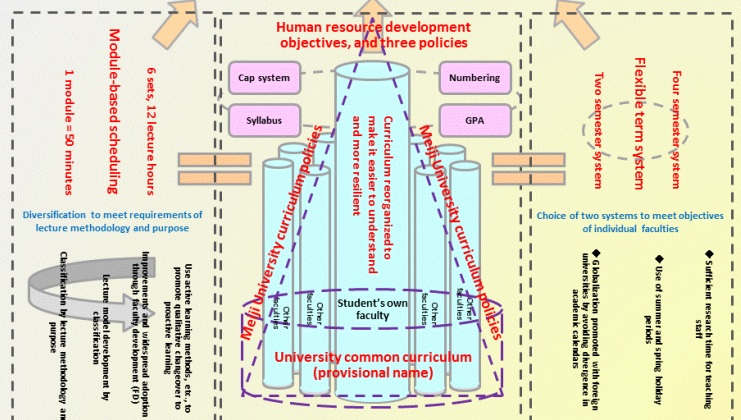 Human resource development
objectives, and three policies
Cap system
Numbering
Syllabus
GPA
Curriculum reorganized to
make it easier to understand
and more resilient
Meiji University curriculum policies
Meiji University curriculum policies
Other
faculties
Other
faculties
Student's own
faculty
Other
faculties
Other
faculties
University common curriculum
(provisional name)
6 sets, 12 lecture hours
Module-based scheduling
1 module = 50 minutes
Diversification to meet requirements of
lecture methodology and purpose
Use active learning methods, etc., to
promote qualitative changeover to
proactive learning
Improvements and widespread adoption
through faculty development (FD)
Lecture model development by
classification
Classification by lecture methodology and
purpose
Four semester system
Flexible term system
Two semester system
Choice of two systems to meet objectives
of individual faculties
◆ Sufficient research time for teaching
staff
◆ Use of summer and spring holiday
periods
◆ Globalization promoted with foreign
universities by avoiding divergence in
academic calendars